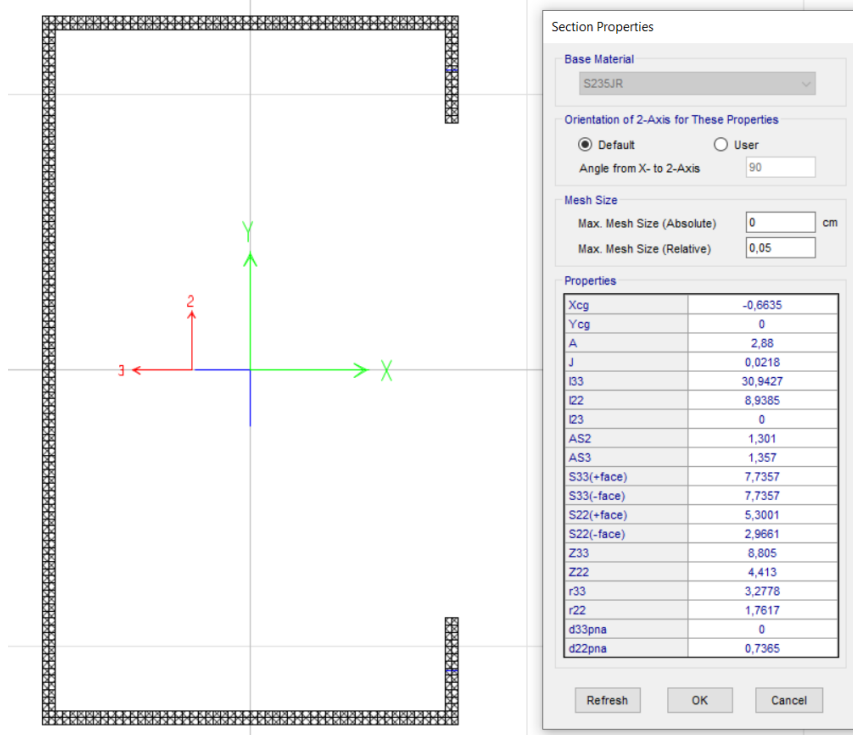 Section Properties
Base Material
S235JR
Orientation of 2-Axis for These Properties
Default User
Angle from X- to 2-Axis 90
Mesh Size
Max. Mesh Size (Absolute) 0 cm
Max. Mesh Size (Relative) 0,05
Properties
Xcg -0,6635
Ycg 0
A 2,88
J 0,0218
I33 30,9427
I22 8,9385
I23 0
AS2 1,301
AS3 1,357
S33(+face) 7,7357
S33(-face) 7,7357
S22(+face) 5,3001
S22(-face) 2,9661
Z33 8,805
Z22 4,413
r33 3,2778
r22 1,7617
d33pna 0
d22pna 0,7365
Refresh OK Cancel
Y
2
3 X